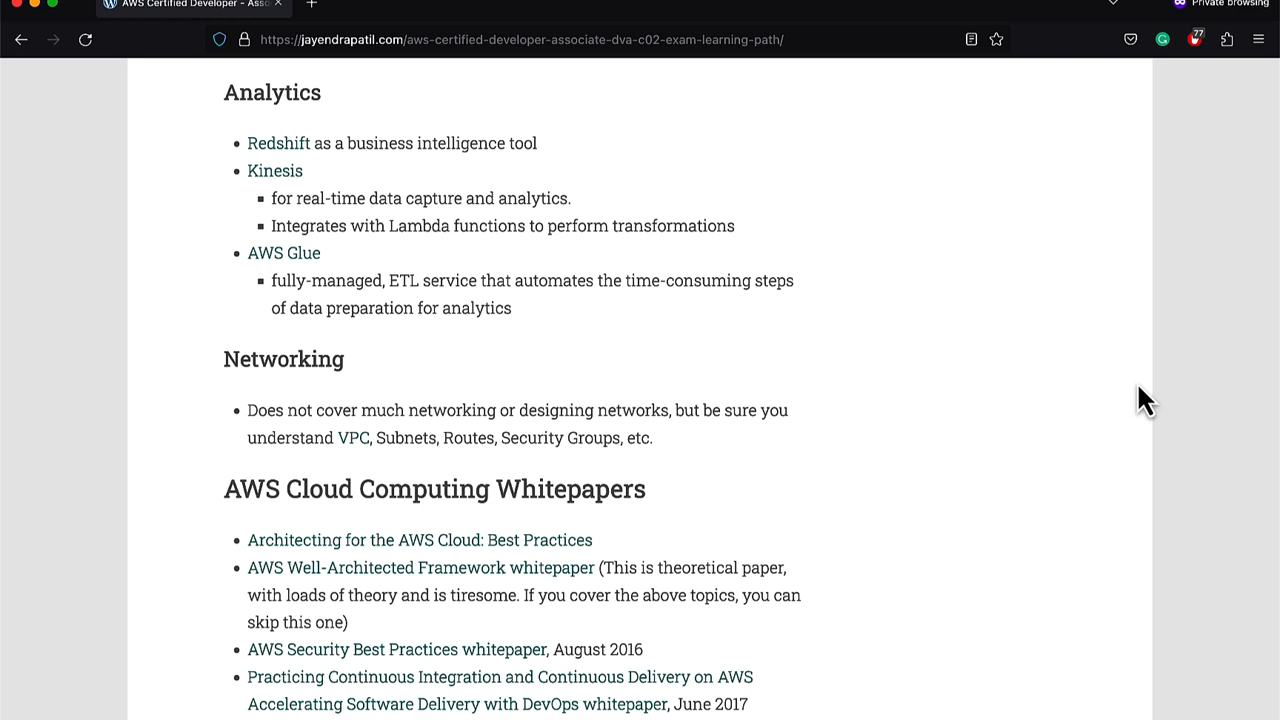 AWS Certified Developer - Asso
Private browsing
https://jayendrapatil.com/aws-certified-developer-associate-dva-c02-exam-learning-path/
77
Analytics
Redshift as a business intelligence tool
Kinesis
for real-time data capture and analytics.
Integrates with Lambda functions to perform transformations
AWS Glue
fully-managed, ETL service that automates the time-consuming steps
of data preparation for analytics
Networking
Does not cover much networking or designing networks, but be sure you
understand VPC, Subnets, Routes, Security Groups, etc.
AWS Cloud Computing Whitepapers
Architecting for the AWS Cloud: Best Practices
AWS Well-Architected Framework whitepaper (This is theoretical paper,
with loads of theory and is tiresome. If you cover the above topics, you can
skip this one)
AWS Security Best Practices whitepaper, August 2016
Practicing Continuous Integration and Continuous Delivery on AWS
Accelerating Software Delivery with DevOps whitepaper, June 2017